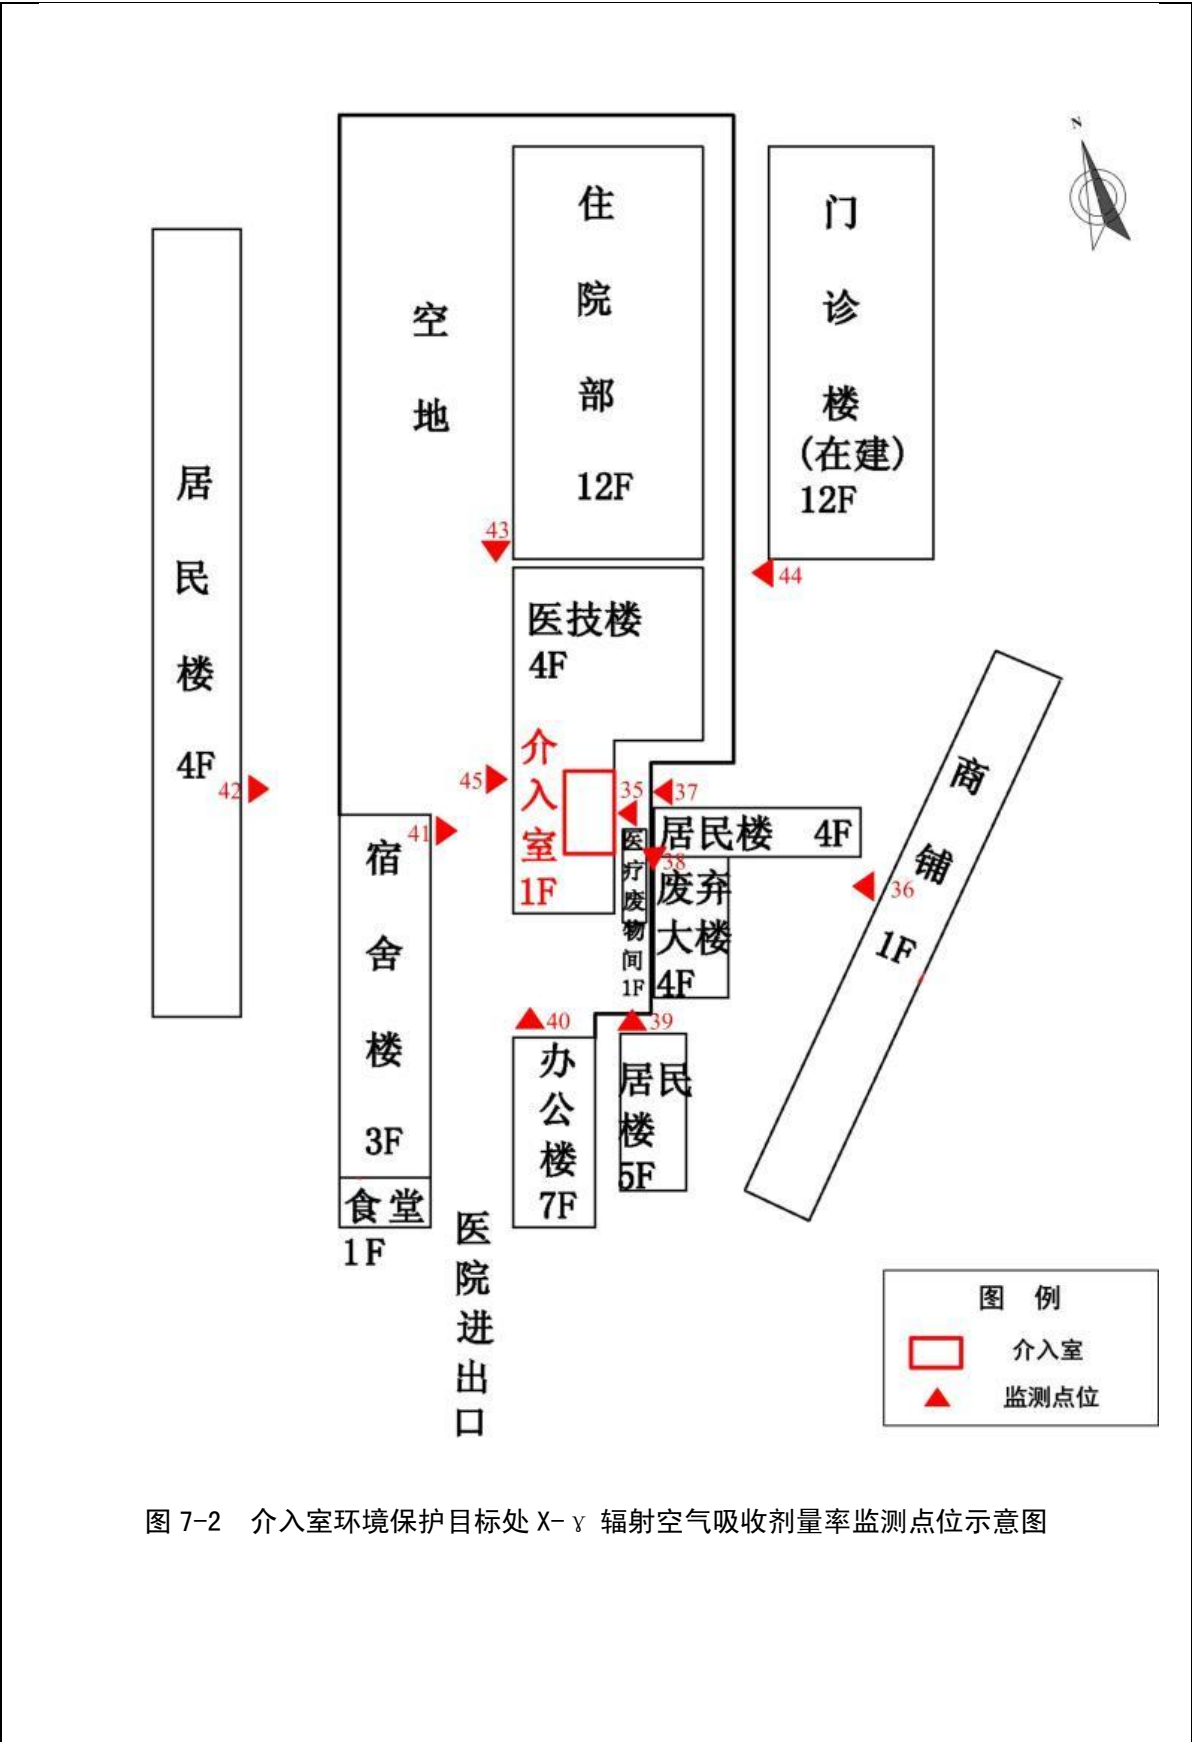 N
住院部
12F
门诊楼
(在建)
12F
空地
居民楼
4F
43
44
医技楼
4F
介入室
1F
42
45
41
35
37
38
36
居民楼 4F
医疗废物间
1F
废弃
大楼
4F
商铺
1F
宿舍楼
3F
40
39
办公楼
7F
居民
楼
5F
食堂
1F
医院进出口
图 例
介入室
监测点位
图 7-2 介入室环境保护目标处 X-γ 辐射空气吸收剂量率监测点位示意图